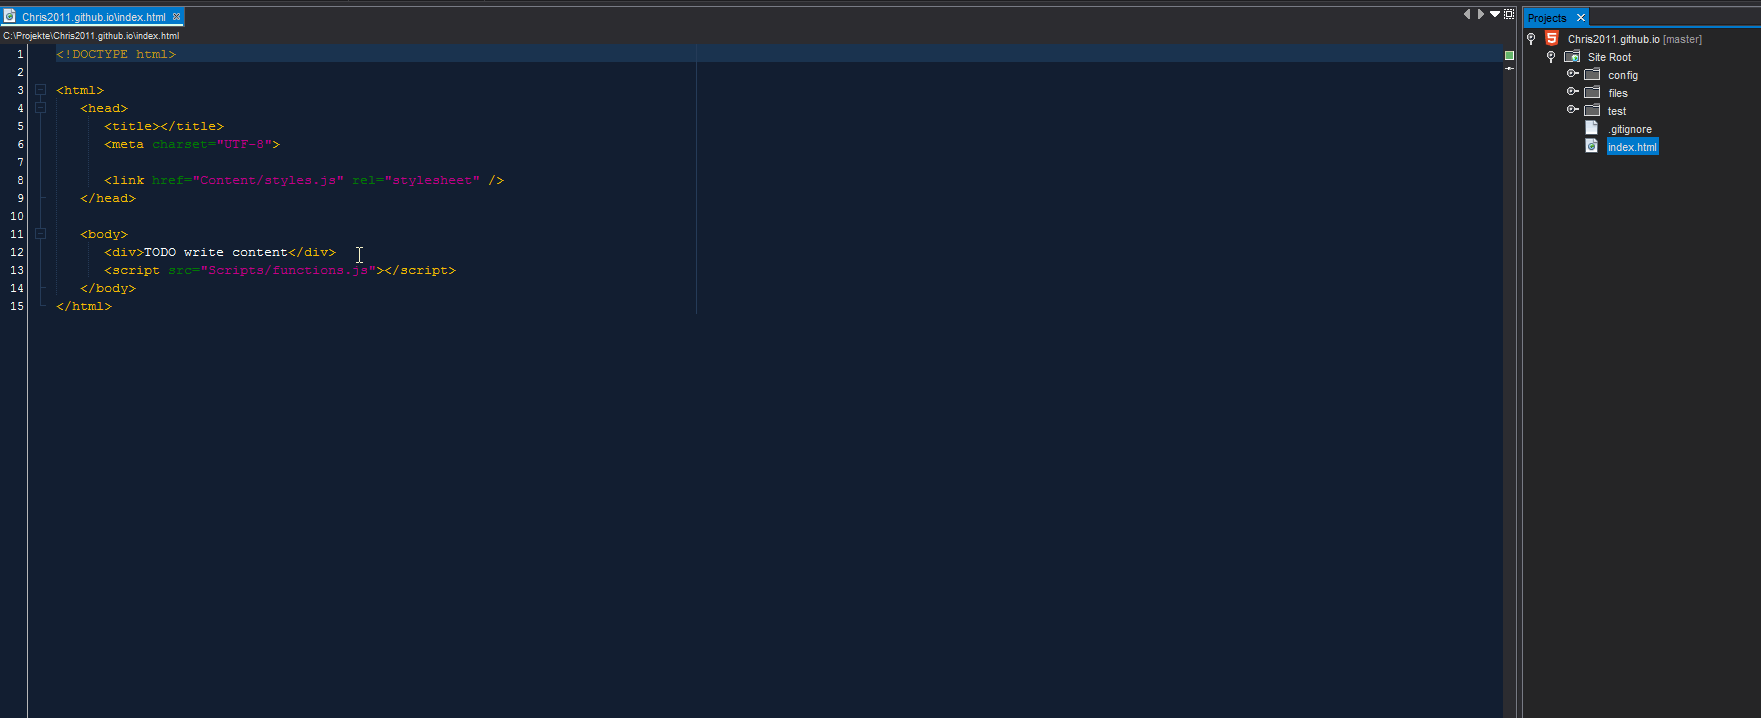 Chris2011.github.io\index.html
C:\Projekte\Chris2011.github.io\index.html
1 <!DOCTYPE html>
2
3 <html>
4 <head>
5 <title></title>
6 <meta charset="UTF-8">
7
8 <link href="Content/styles.js" rel="stylesheet" />
9 </head>
10
11 <body>
12 <div>TODO write content</div>
13 <script src="Scripts/functions.js"></script>
14 </body>
15 </html>
Projects
Chris2011.github.io [master]
Site Root
config
files
test
.gitignore
index.html